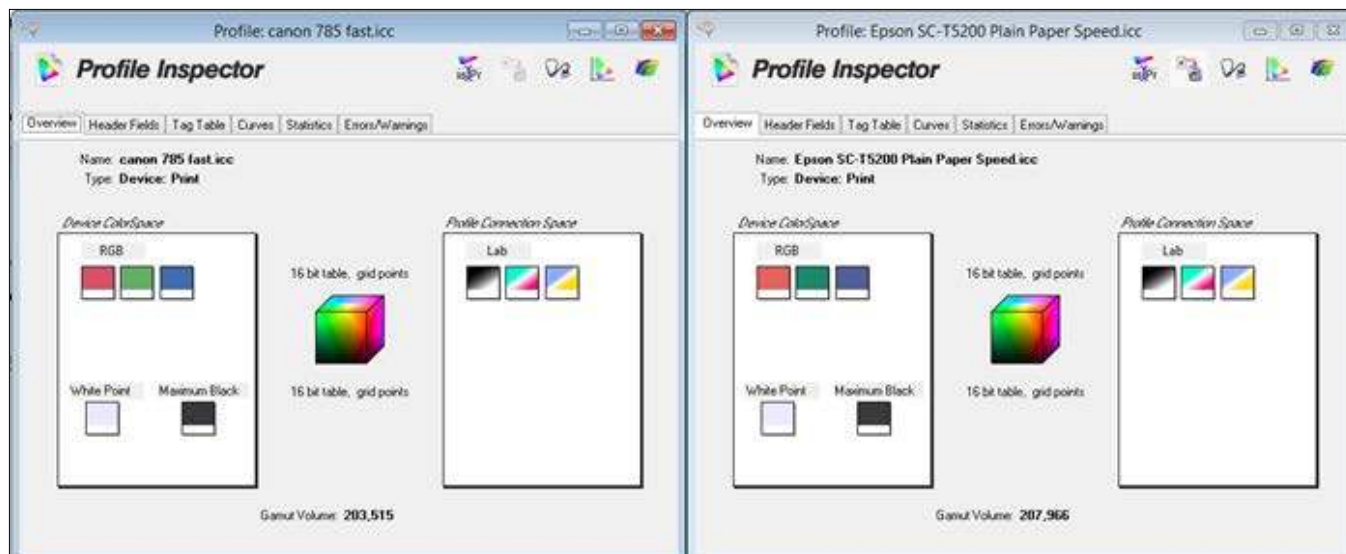 Profile: canon 785 fast.icc
Profile Inspector
Overview Header Fields Tag Table Curves Statistics Errors/Warnings
Name: canon 785 fast.icc
Type: Device: Print
Device ColorSpace
Profile Connection Space
RGB
Lab
16 bit table, grid points
16 bit table, grid points
White Point
Maximum Black
Gamut Volume: 203,515
Profile: Epson SC-T5200 Plain Paper Speed.icc
Profile Inspector
Overview Header Fields Tag Table Curves Statistics Errors/Warnings
Name: Epson SC-T5200 Plain Paper Speed.icc
Type: Device: Print
Device ColorSpace
Profile Connection Space
RGB
Lab
16 bit table, grid points
16 bit table, grid points
White Point
Maximum Black
Gamut Volume: 207,966